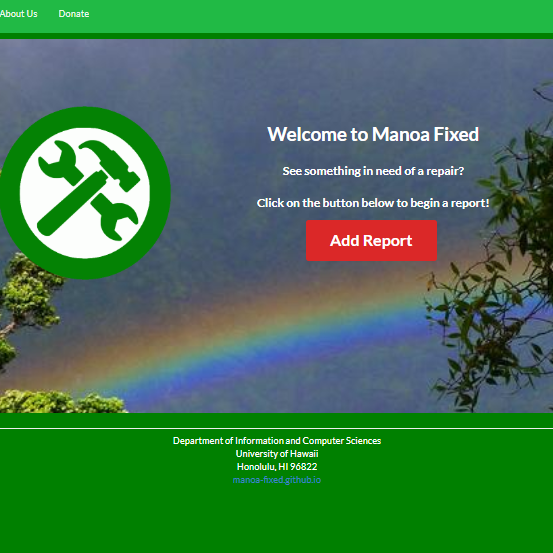 About Us Donate
Welcome to Manoa Fixed
See something in need of a repair?
Click on the button below to begin a report!
Add Report
Department of Information and Computer Sciences
University of Hawaii
Honolulu, HI 96822
manoa-fixed.github.io